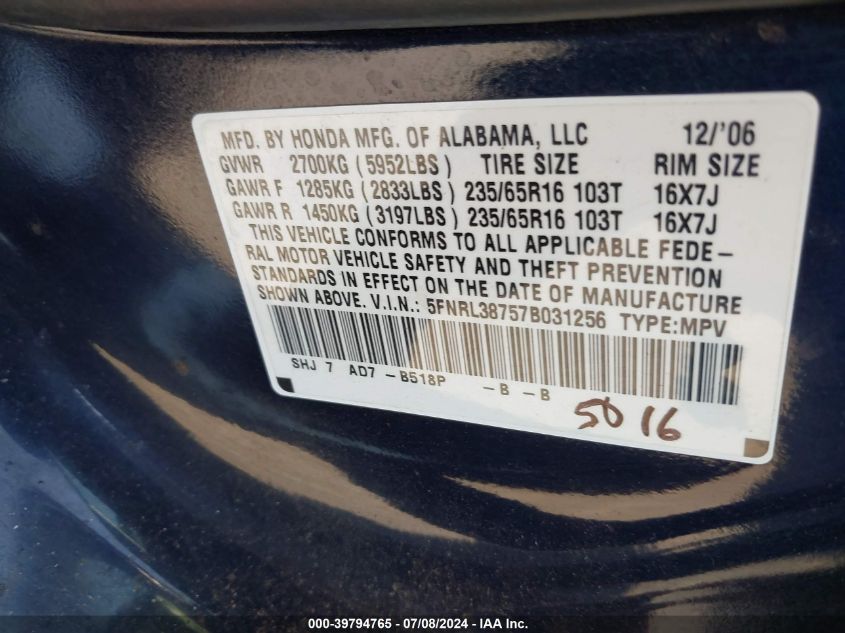 MFD. BY HONDA MFG. OF ALABAMA, LLC 12/'06
GVWR 2700KG (5952LBS) TIRE SIZE RIM SIZE
GAWR F 1285KG (2833LBS) 235/65R16 103T 16X7J
GAWR R 1450KG (3197LBS) 235/65R16 103T 16X7J
THIS VEHICLE CONFORMS TO ALL APPLICABLE FEDE-
RAL MOTOR VEHICLE SAFETY AND THEFT PREVENTION
STANDARDS IN EFFECT ON THE DATE OF MANUFACTURE
SHOWN ABOVE. V.I.N.: 5FNRL38757B031256 TYPE:MPV
SHJ 7 AD7 -B518P -B -B
5016
000-39794765 - 07/08/2024 - IAA Inc.